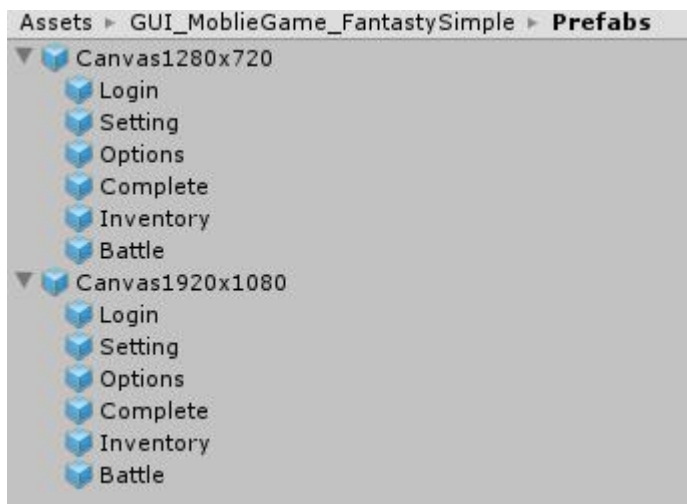 Assets ▸ GUI_MoblieGame_FantastySimple ▸ Prefabs
Canvas1280x720
Login
Setting
Options
Complete
Inventory
Battle
Canvas1920x1080
Login
Setting
Options
Complete
Inventory
Battle